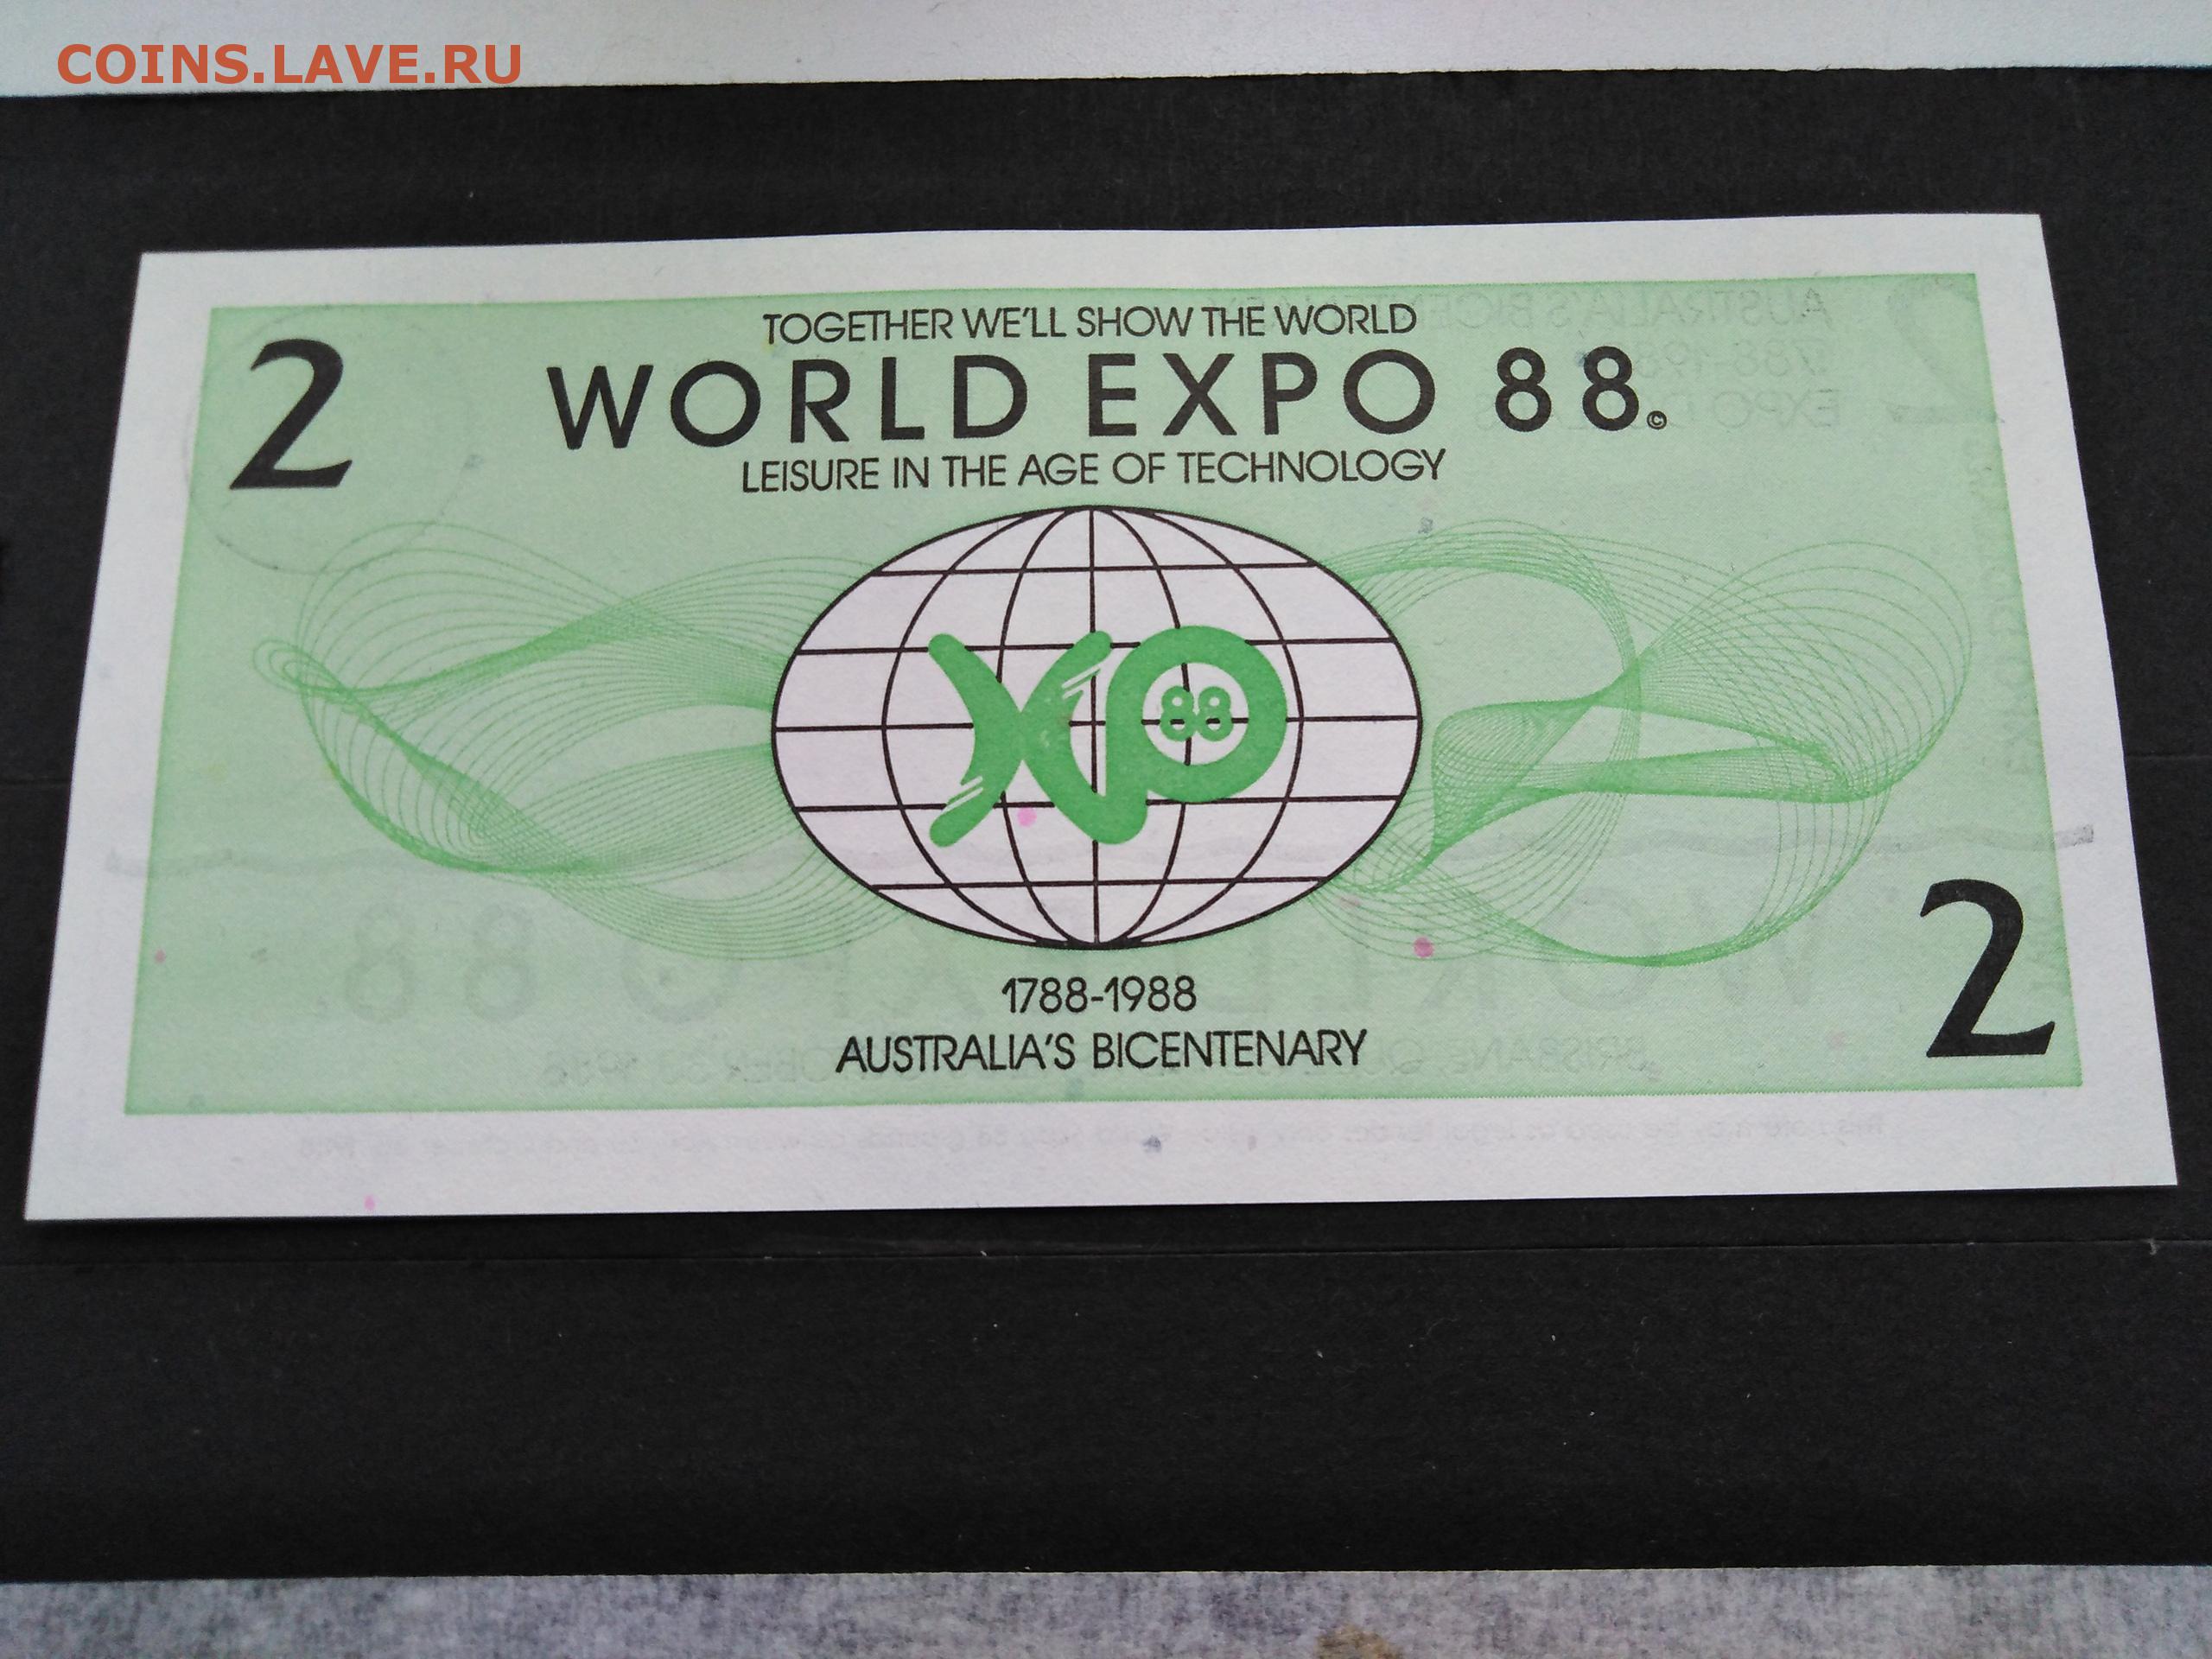 COINS.LAVE.RU
TOGETHER WE'LL SHOW THE WORLD
2
WORLD EXPO 88©
LEISURE IN THE AGE OF TECHNOLOGY
XPO
88
1788-1988
AUSTRALIA'S BICENTENARY
2